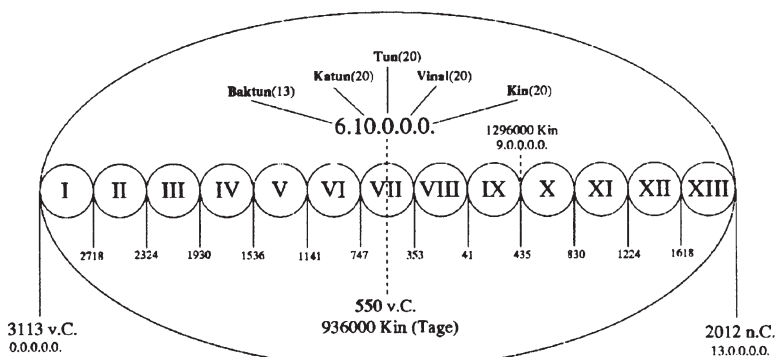 Tun(20)
Katun(20) Vinal(20)
Baktun(13) Kin(20)
6.10.0.0.0.
1296000 Kin
9.0.0.0.0.
I II III IV V VI VII VIII IX X XI XII XIII
2718 2324 1930 1536 1141 747 353 41 435 830 1224 1618
550 v.C.
936000 Kin (Tage)
3113 v.C.
0.0.0.0.0.
2012 n.C.
13.0.0.0.0.